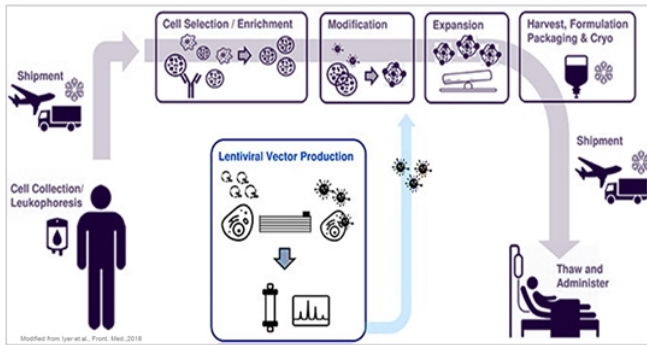 Cell Selection / Enrichment
Modification
Expansion
Harvest, Formulation
Packaging & Cryo
Shipment
Lentiviral Vector Production
Shipment
Cell Collection/
Leukophoresis
Thaw and
Administer
Modified from Iyer et al., Front. Med.,2018